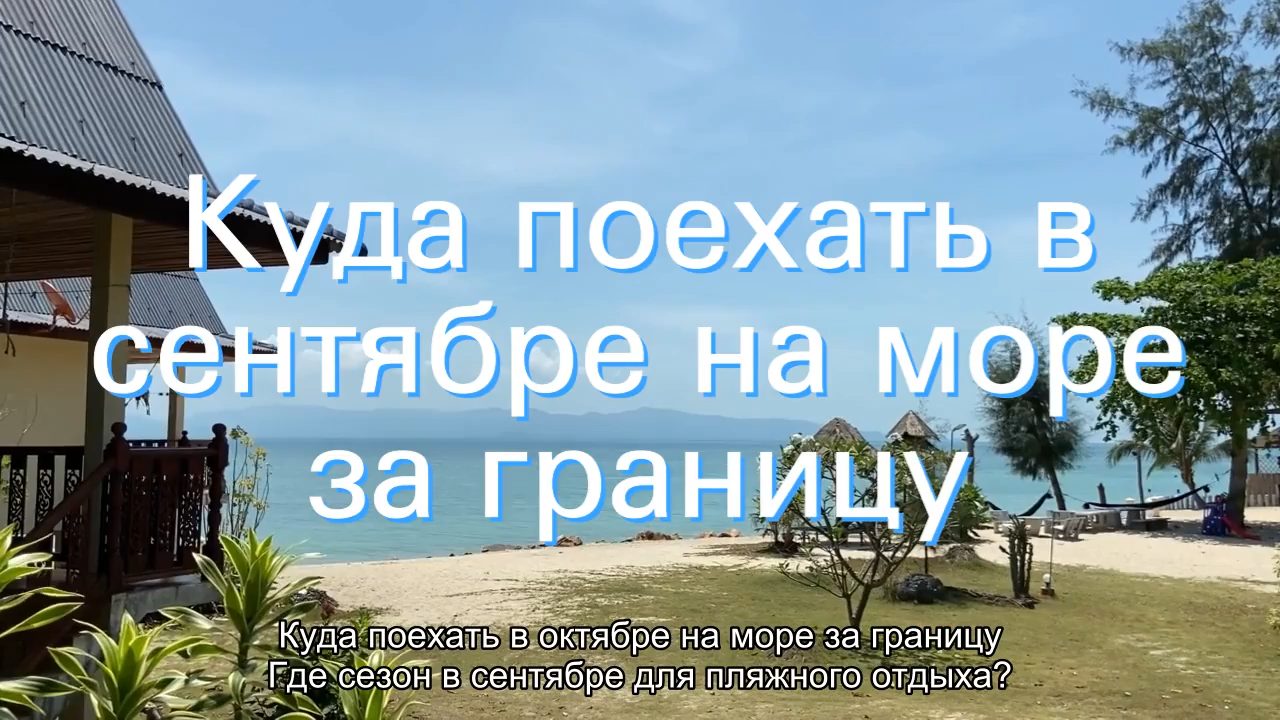 Куда поехать в
сентябре на море
за границу
Куда поехать в октябре на море за границу
Где сезон в сентябре для пляжного отдыха?